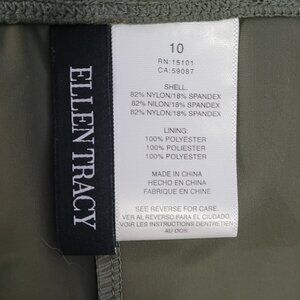 ELLEN TRACY
10
RN: 15101
CA: 59087
SHELL:
82% NYLON/18% SPANDEX
82% NILON/18% SPANDEX
82% NYLON/18% SPANDEX
LINING:
100% POLYESTER
100% POLIESTER
100% POLYESTER
MADE IN CHINA
HECHO EN CHINA
FABRIQUE EN CHINE
SEE REVERSE FOR CARE.
VER AL REVERSO PARA EL CUIDADO.
VOIR LES INSTRUCTIONS D'ENTRETIEN
AU DOS.